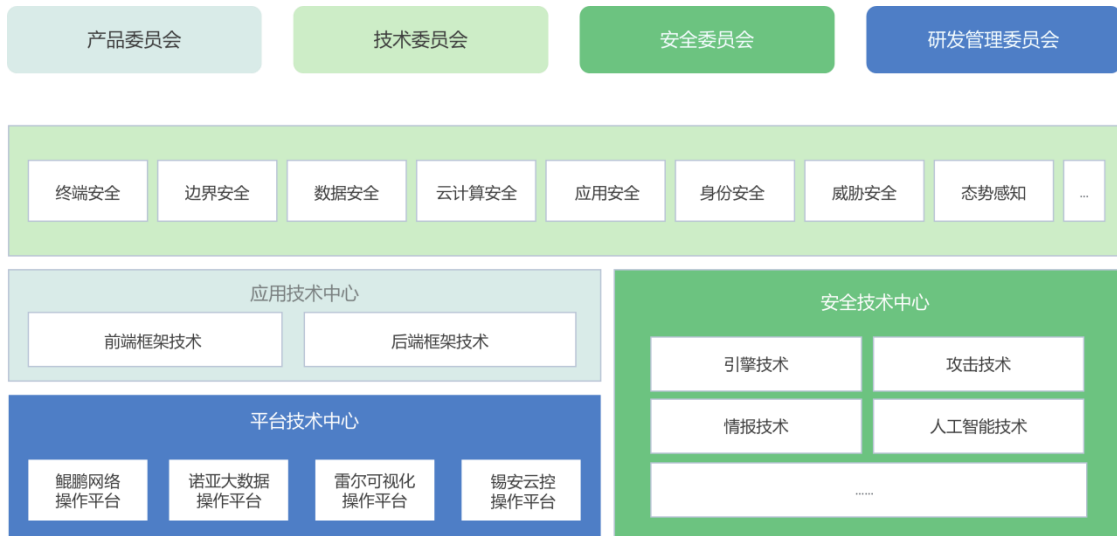 产品委员会
技术委员会
安全委员会
研发管理委员会
终端安全
边界安全
数据安全
云计算安全
应用安全
身份安全
威胁安全
态势感知
...
应用技术中心
前端框架技术
后端框架技术
平台技术中心
鲲鹏网络
操作平台
诺亚大数据
操作平台
雷尔可视化
操作平台
锡安云控
操作平台
安全技术中心
引擎技术
攻击技术
情报技术
人工智能技术
......